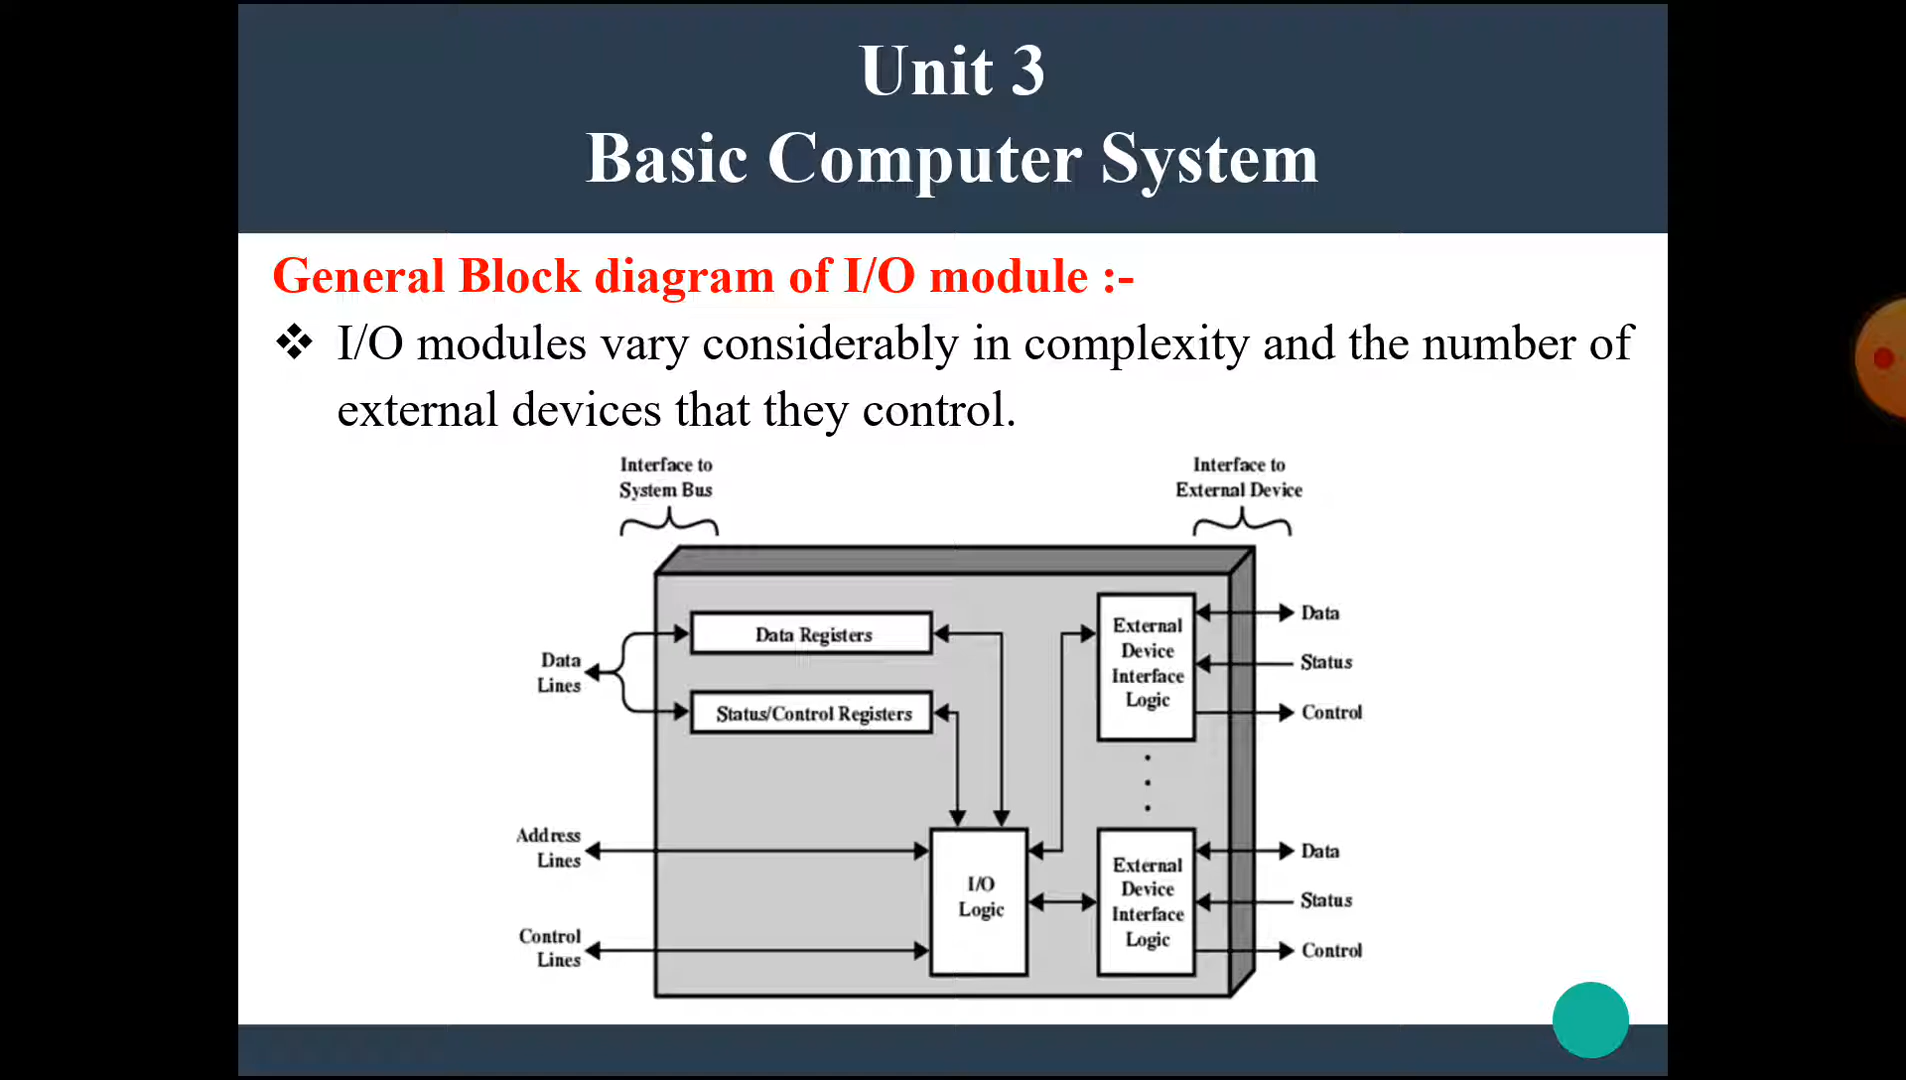 Unit 3
Basic Computer System
General Block diagram of I/O module :-
❖ I/O modules vary considerably in complexity and the number of
external devices that they control.
Interface to
System Bus
Interface to
External Device
Data Registers
Status/Control Registers
Data
Lines
Address
Lines
Control
Lines
I/O
Logic
External
Device
Interface
Logic
Data
Status
Control
External
Device
Interface
Logic
Data
Status
Control